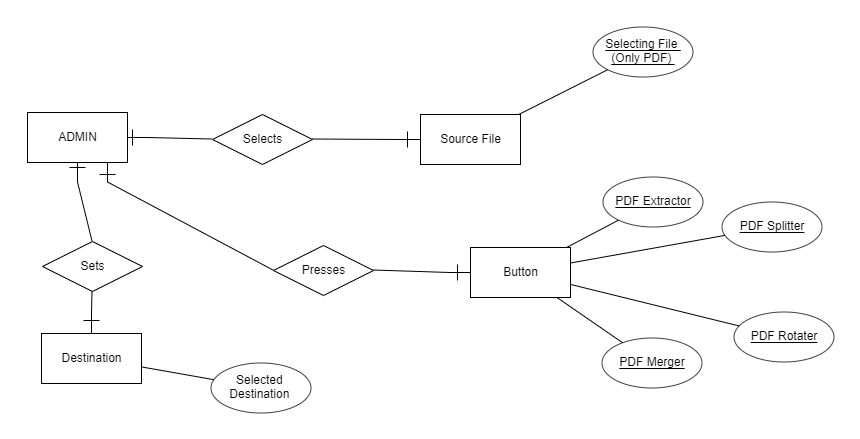 Selecting File
(Only PDF)
ADMIN
Selects
Source File
PDF Extractor
PDF Splitter
Sets
Presses
Button
PDF Rotater
Destination
PDF Merger
Selected
Destination